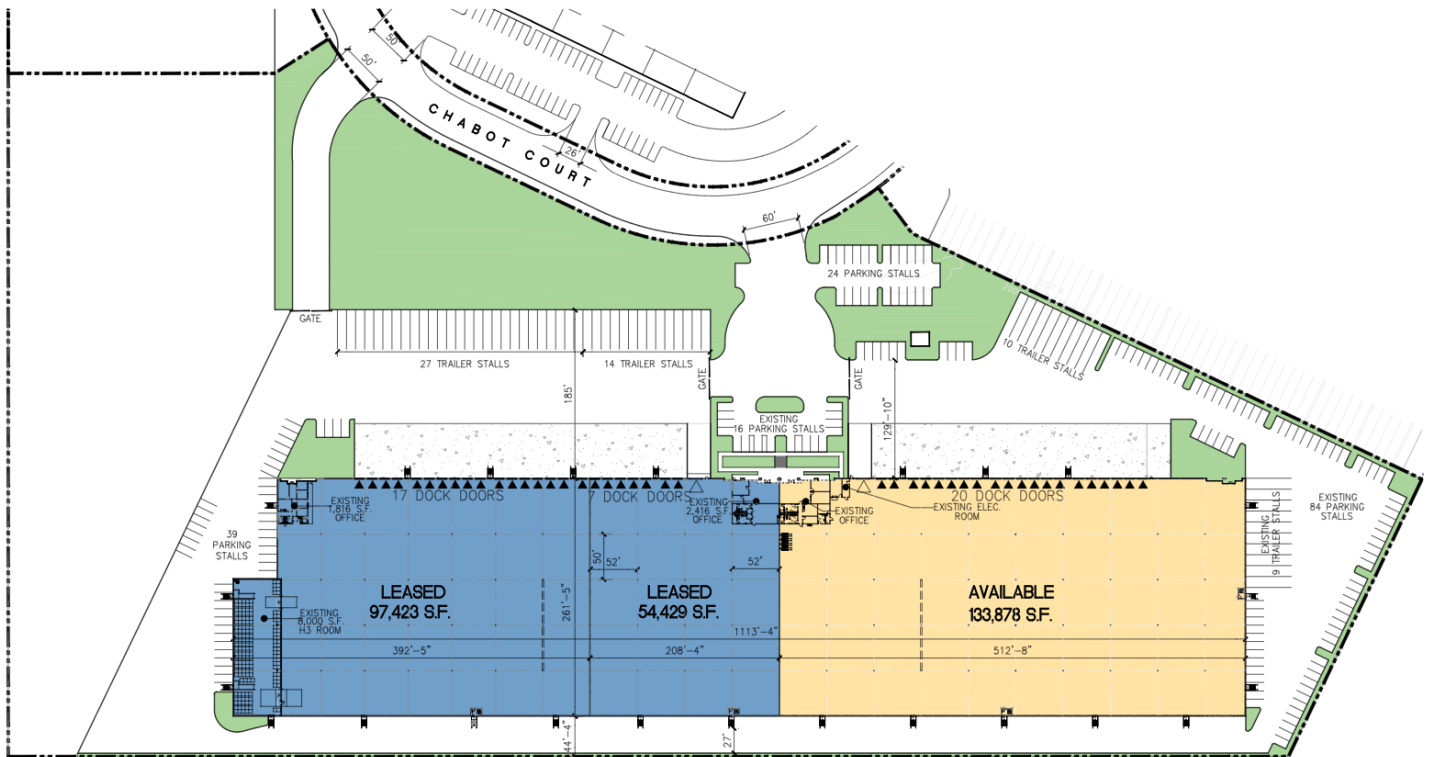 50'
50'
CHABOT COURT
26'
60'
24 PARKING STALLS
GATE
27 TRAILER STALLS
14 TRAILER STALLS
10 TRAILER STALLS
GATE
GATE
185'
129'-10"
EXISTING
16 PARKING STALLS
17 DOCK DOORS
7 DOCK DOORS
20 DOCK DOORS
EXISTING
1,816 S.F.
OFFICE
EXISTING
2,416 S.F.
OFFICE
EXISTING
OFFICE
EXISTING ELEC.
ROOM
EXISTING
9 TRAILER STALLS
EXISTING
84 PARKING
STALLS
39
PARKING
STALLS
50'
52'
52'
LEASED
97,423 S.F.
LEASED
54,429 S.F.
AVAILABLE
133,878 S.F.
EXISTING
8,000 S.F.
H3 ROOM
261'-5"
1113'-4"
392'-5"
208'-4"
512'-8"
44'-4"
27'